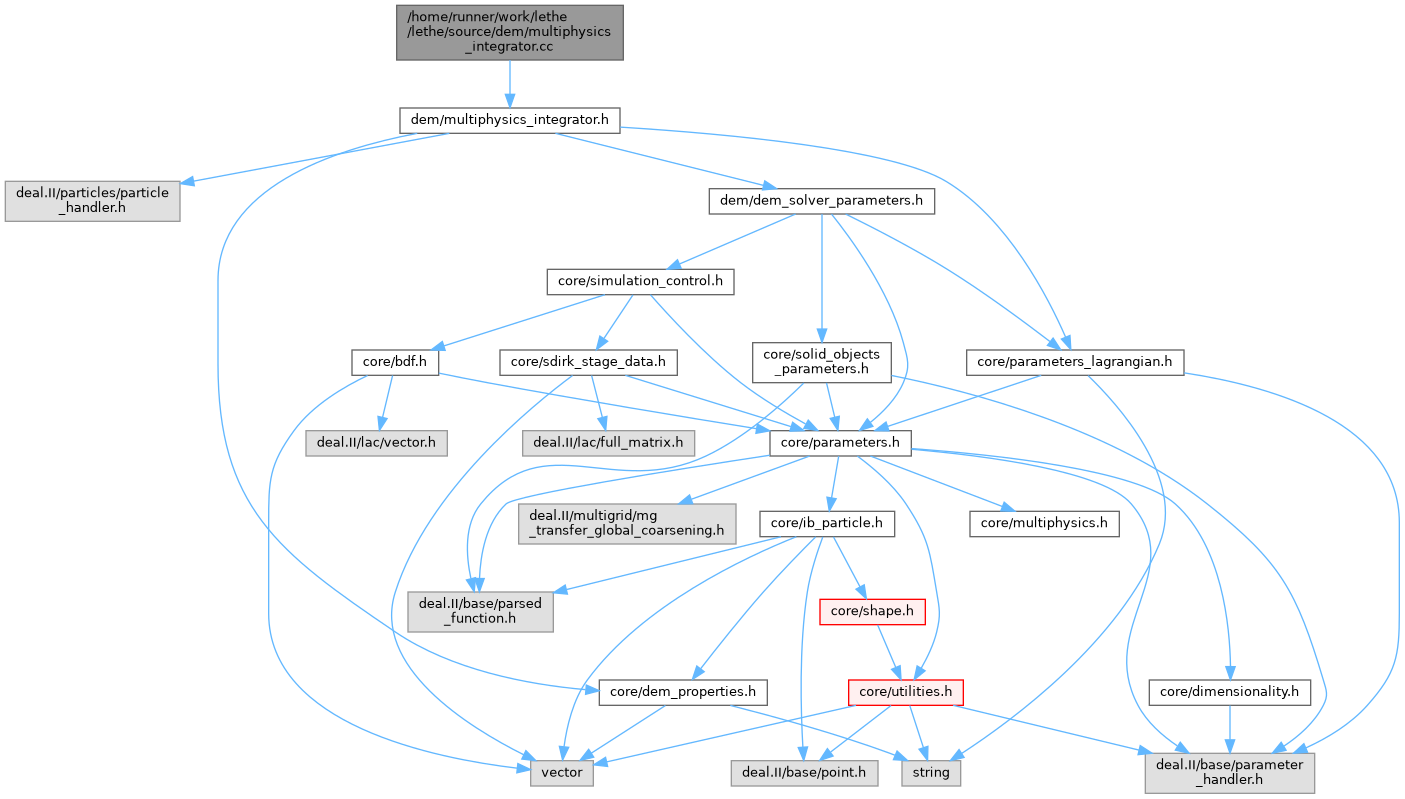 /home/runner/work/lethe
/lethe/source/dem/multiphysics
_integrator.cc
dem/multiphysics_integrator.h
deal.II/particles/particle
_handler.h
dem/dem_solver_parameters.h
core/simulation_control.h
core/bdf.h
core/sdirk_stage_data.h
core/solid_objects
_parameters.h
core/parameters_lagrangian.h
deal.II/lac/vector.h
deal.II/lac/full_matrix.h
core/parameters.h
deal.II/multigrid/mg
_transfer_global_coarsening.h
core/ib_particle.h
core/multiphysics.h
deal.II/base/parsed
_function.h
core/shape.h
core/dem_properties.h
core/utilities.h
core/dimensionality.h
vector
deal.II/base/point.h
string
deal.II/base/parameter
_handler.h